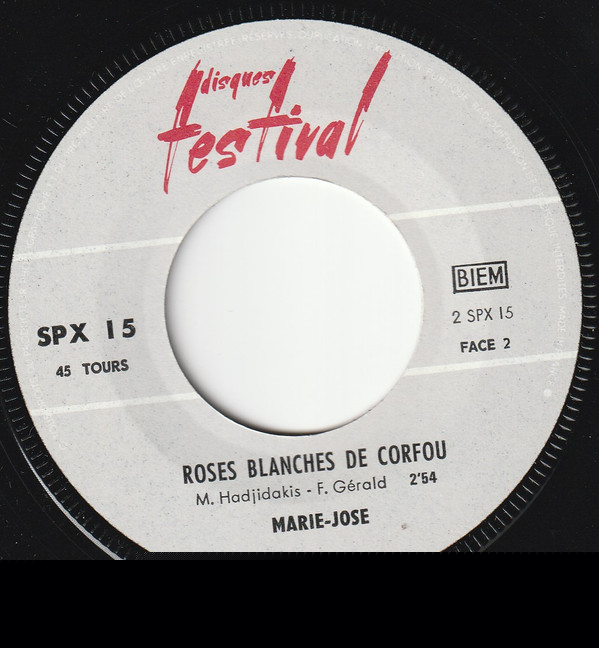 disques
festival
BIEM
SPX 15
2 SPX 15
45 TOURS
FACE 2
ROSES BLANCHES DE CORFOU
M. Hadjidakis - F. Gérald 2'54
MARIE-JOSE